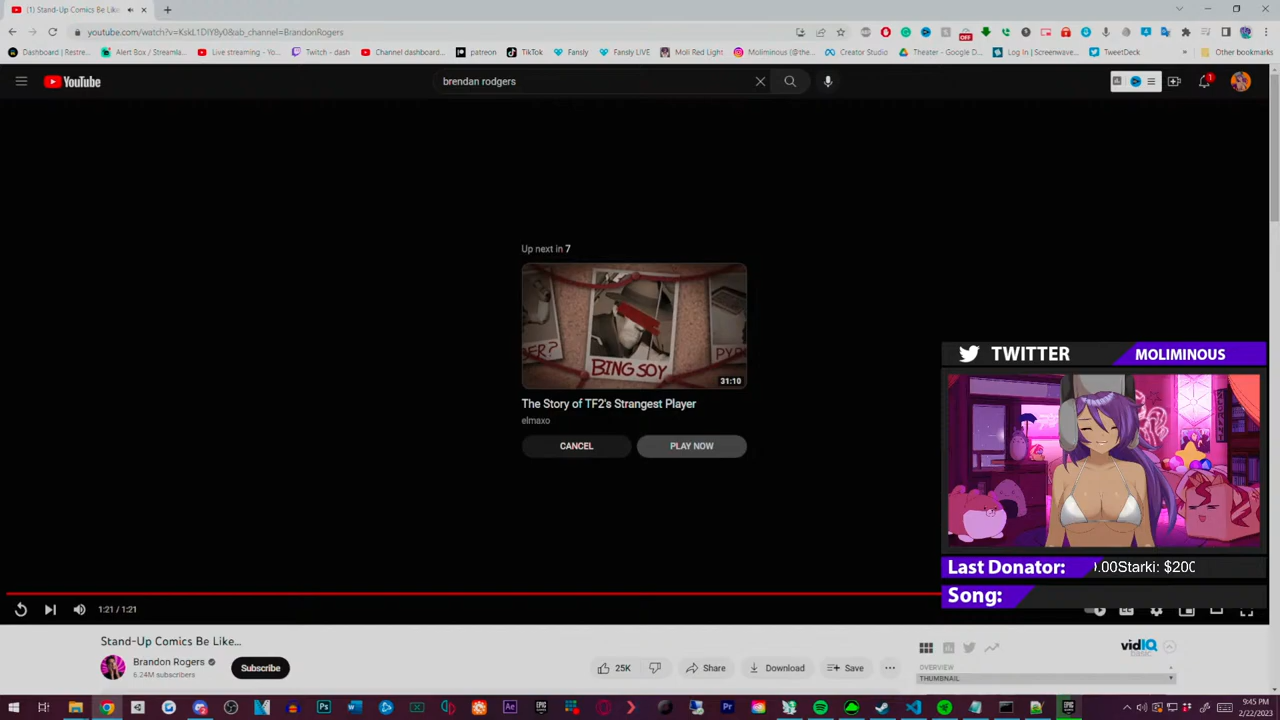 (1) Stand-Up Comics Be Like
youtube.com/watch?v=KskL1DIY8y0&ab_channel=BrandonRogers
Dashboard | Restre...
Alert Box / Streamla...
Live streaming - Yo...
Twitch - dash
Channel dashboard...
patreon
TikTok
Fansly
Fansly LIVE
Moli Red Light
Moliminous (@the...
Creator Studio
Theater - Google D...
Log In | Screenwave...
TweetDeck
»
Other bookmarks
OFF
YouTube
brendan rodgers
1
Up next in 7
BING SOY
31:10
The Story of TF2's Strangest Player
elmaxo
CANCEL
PLAY NOW
TWITTER
MOLIMINOUS
Last Donator:
.00Starki: $200
Song:
1:21 / 1:21
Stand-Up Comics Be Like...
Brandon Rogers
6.24M subscribers
Subscribe
25K
Share
Download
Save
vidIQ
OVERVIEW
THUMBNAIL
9:45 PM
2/22/2023